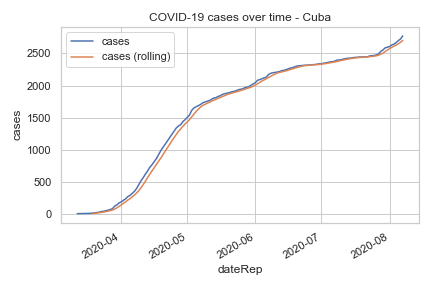 COVID-19 cases over time - Cuba
cases
cases (rolling)
2500
2000
1500
1000
500
0
cases
2020-04
2020-05
2020-06
2020-07
2020-08
dateRep